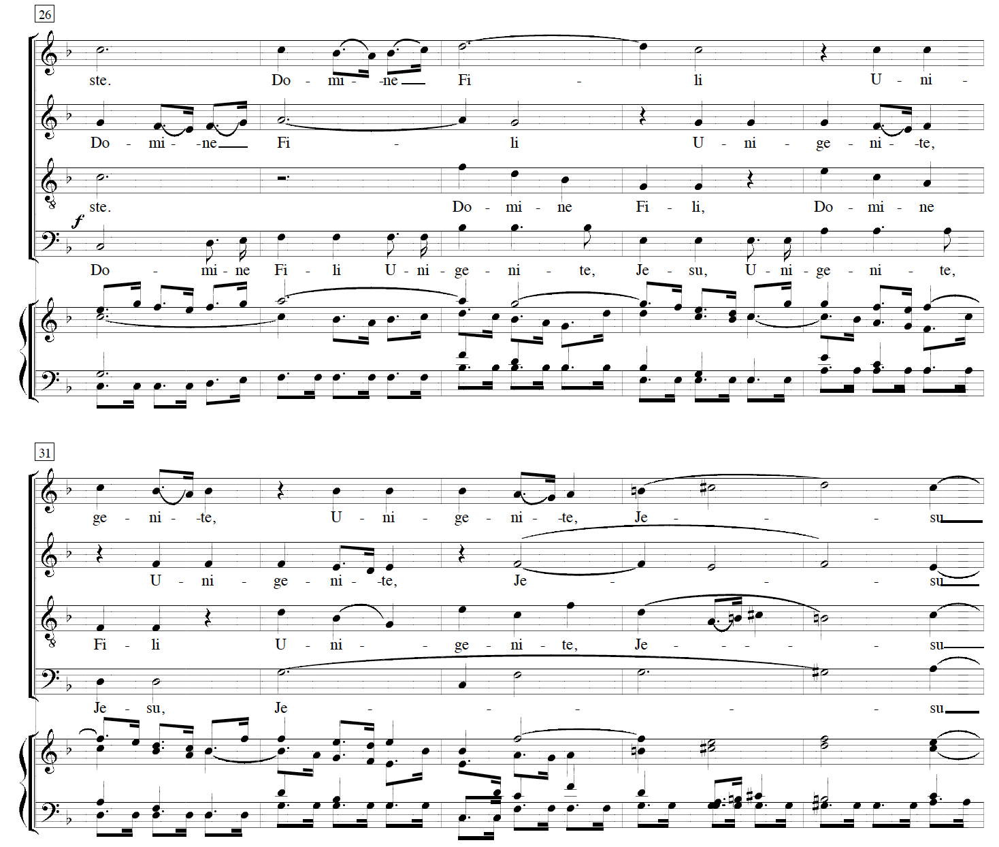 26
ste. Do - mi - -ne Fi - li U - ni -
Do - mi - -ne Fi - li U - ni - ge - ni - -te,
ste. Do - mi - ne Fi - li, Do - mi - ne
f
Do - mi - ne Fi - li U - ni - ge - ni - te, Je - su, U - ni - ge - ni - te,
31
ge - ni - -te, U - ni - ge - ni - -te, Je - - - su
U - ni - ge - ni - -te, Je - - - su
Fi - li U - ni - - ge - ni - te, Je - - - - - su
Je - su, Je - - - - - su